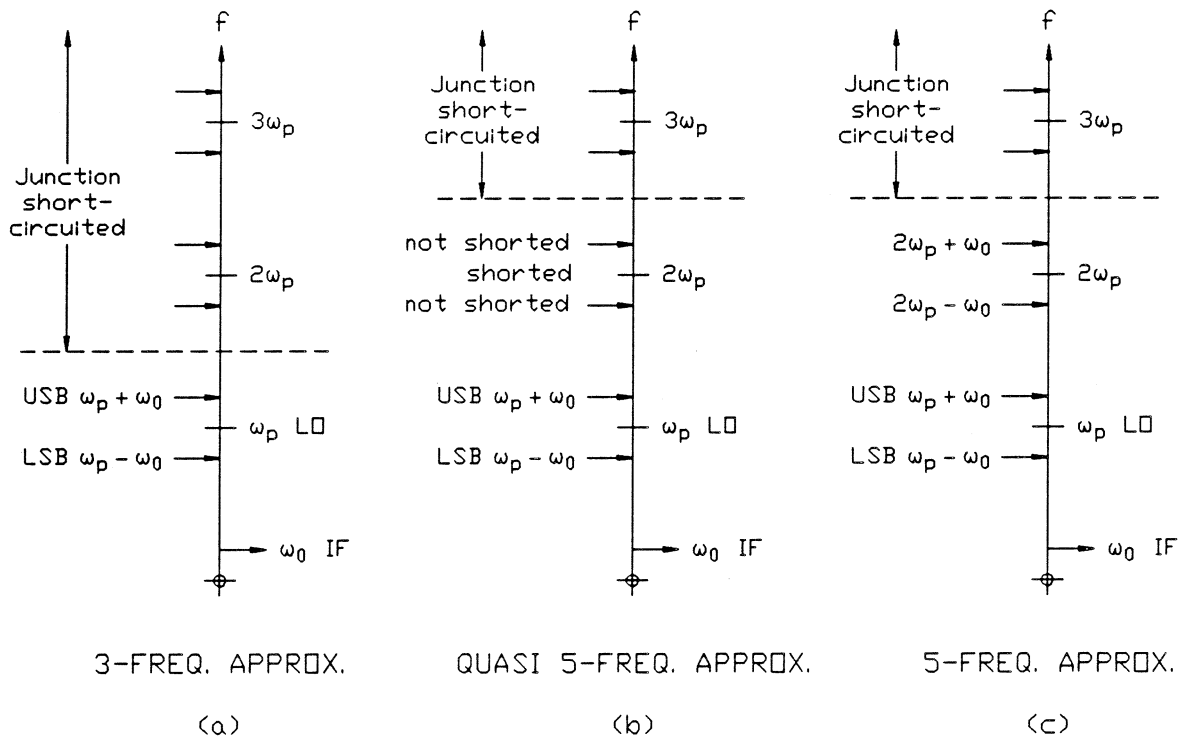 f
Junction
short-
circuited
3ωp
2ωp
USB ωp + ω0
ωp LO
LSB ωp – ω0
ω0 IF
3-FREQ. APPROX.
(a)
f
Junction
short-
circuited
3ωp
not shorted
shorted
2ωp
not shorted
USB ωp + ω0
ωp LO
LSB ωp – ω0
ω0 IF
QUASI 5-FREQ. APPROX.
(b)
f
Junction
short-
circuited
3ωp
2ωp + ω0
2ωp
2ωp – ω0
USB ωp + ω0
ωp LO
LSB ωp – ω0
ω0 IF
5-FREQ. APPROX.
(c)